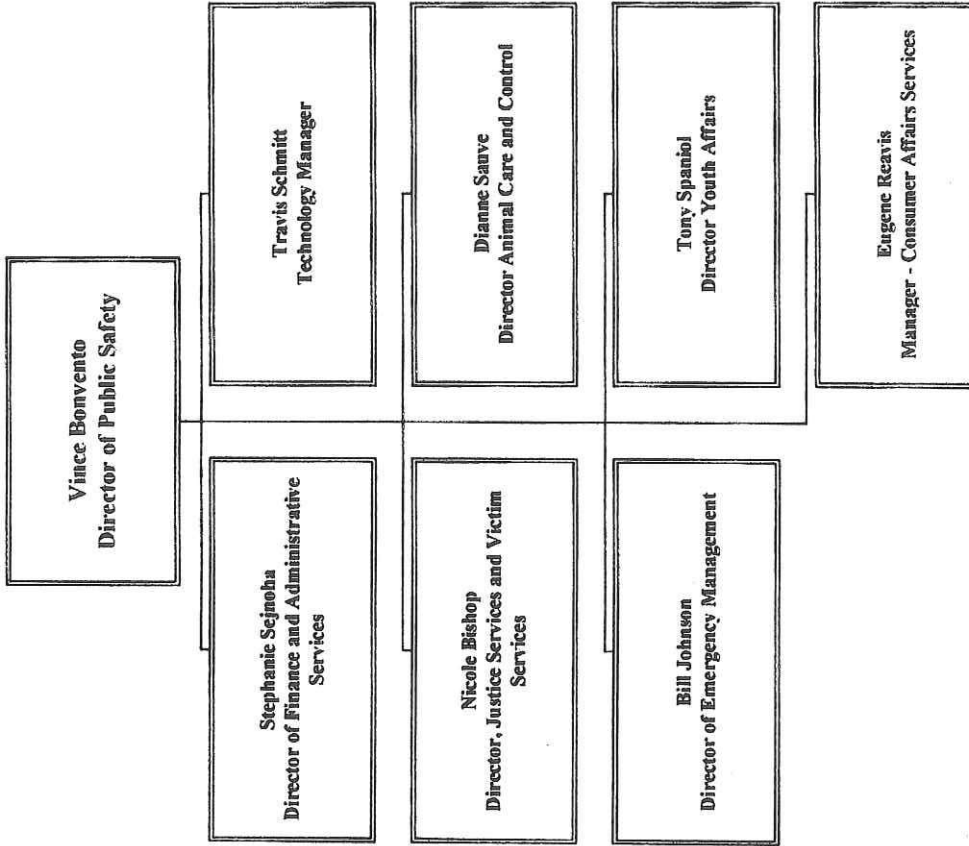 Vince Bonvento
Director of Public Safety
Stephanie Sejnoha
Director of Finance and Administrative
Services
Travis Schmitt
Technology Manager
Nicole Bishop
Director, Justice Services and Victim
Services
Dianne Sauve
Director Animal Care and Control
Bill Johnson
Director of Emergency Management
Tony Spaniol
Director Youth Affairs
Eugene Reavis
Manager - Consumer Affairs Services